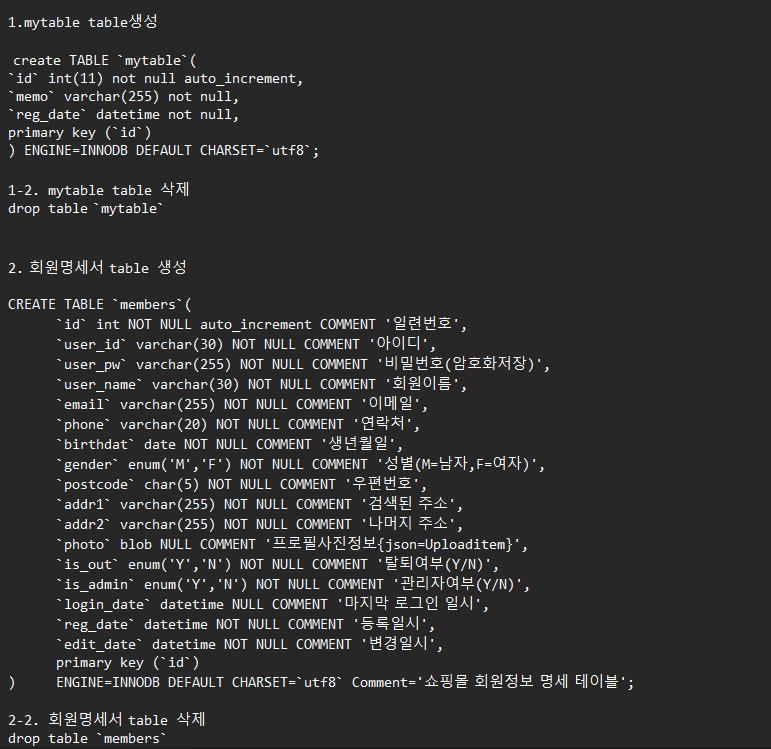 1.mytable table생성
create TABLE `mytable`(
`id` int(11) not null auto_increment,
`memo` varchar(255) not null,
`reg_date` datetime not null,
primary key (`id`)
) ENGINE=INNODB DEFAULT CHARSET=`utf8`;
1-2. mytable table 삭제
drop table `mytable`
2. 회원명세서 table 생성
CREATE TABLE `members`(
`id` int NOT NULL auto_increment COMMENT '일련번호',
`user_id` varchar(30) NOT NULL COMMENT '아이디',
`user_pw` varchar(255) NOT NULL COMMENT '비밀번호(암호화저장)',
`user_name` varchar(30) NOT NULL COMMENT '회원이름',
`email` varchar(255) NOT NULL COMMENT '이메일',
`phone` varchar(20) NOT NULL COMMENT '연락처',
`birthdat` date NOT NULL COMMENT '생년월일',
`gender` enum('M','F') NOT NULL COMMENT '성별(M=남자,F=여자)',
`postcode` char(5) NOT NULL COMMENT '우편번호',
`addr1` varchar(255) NOT NULL COMMENT '검색된 주소',
`addr2` varchar(255) NOT NULL COMMENT '나머지 주소',
`photo` blob NULL COMMENT '프로필사진정보{json=Uploaditem}',
`is_out` enum('Y','N') NOT NULL COMMENT '탈퇴여부(Y/N)',
`is_admin` enum('Y','N') NOT NULL COMMENT '관리자여부(Y/N)',
`login_date` datetime NULL COMMENT '마지막 로그인 일시',
`reg_date` datetime NOT NULL COMMENT '등록일시',
`edit_date` datetime NOT NULL COMMENT '변경일시',
primary key (`id`)
) ENGINE=INNODB DEFAULT CHARSET=`utf8` Comment='쇼핑몰 회원정보 명세 테이블';
2-2. 회원명세서 table 삭제
drop table `members`